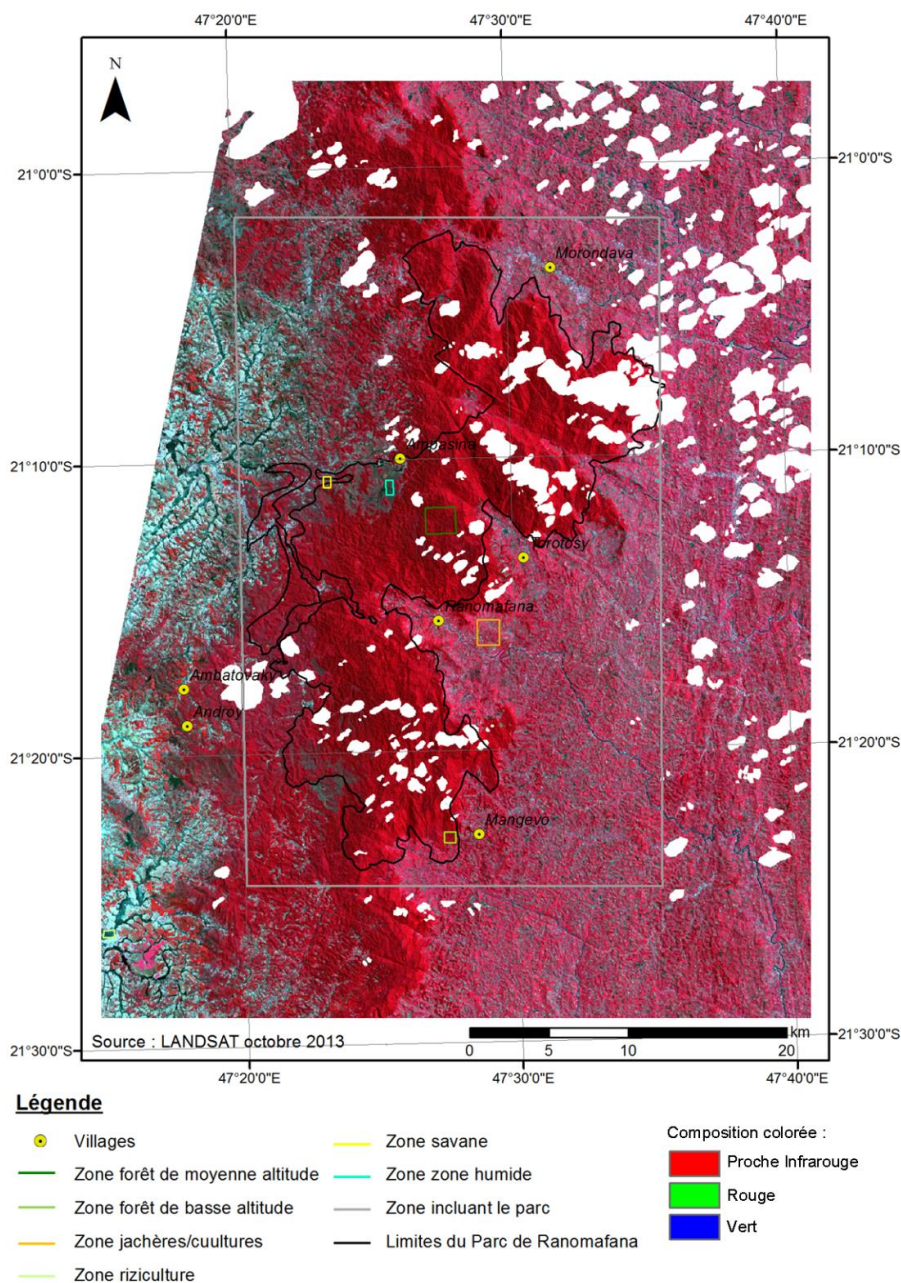 47°20'0"E
47°30'0"E
47°40'0"E
N
21°0'0"S
21°0'0"S
Morondava
Ampasina
21°10'0"S
21°10'0"S
Torotosy
Ranomafana
Ambatovaky
Androy
21°20'0"S
21°20'0"S
Mangevo
Source : LANDSAT octobre 2013
km
0 5 10 20
21°30'0"S
21°30'0"S
47°20'0"E
47°30'0"E
47°40'0"E
Légende
Villages
Zone forêt de moyenne altitude
Zone forêt de basse altitude
Zone jachères/cuultures
Zone riziculture
Zone savane
Zone zone humide
Zone incluant le parc
Limites du Parc de Ranomafana
Composition colorée :
Proche Infrarouge
Rouge
Vert